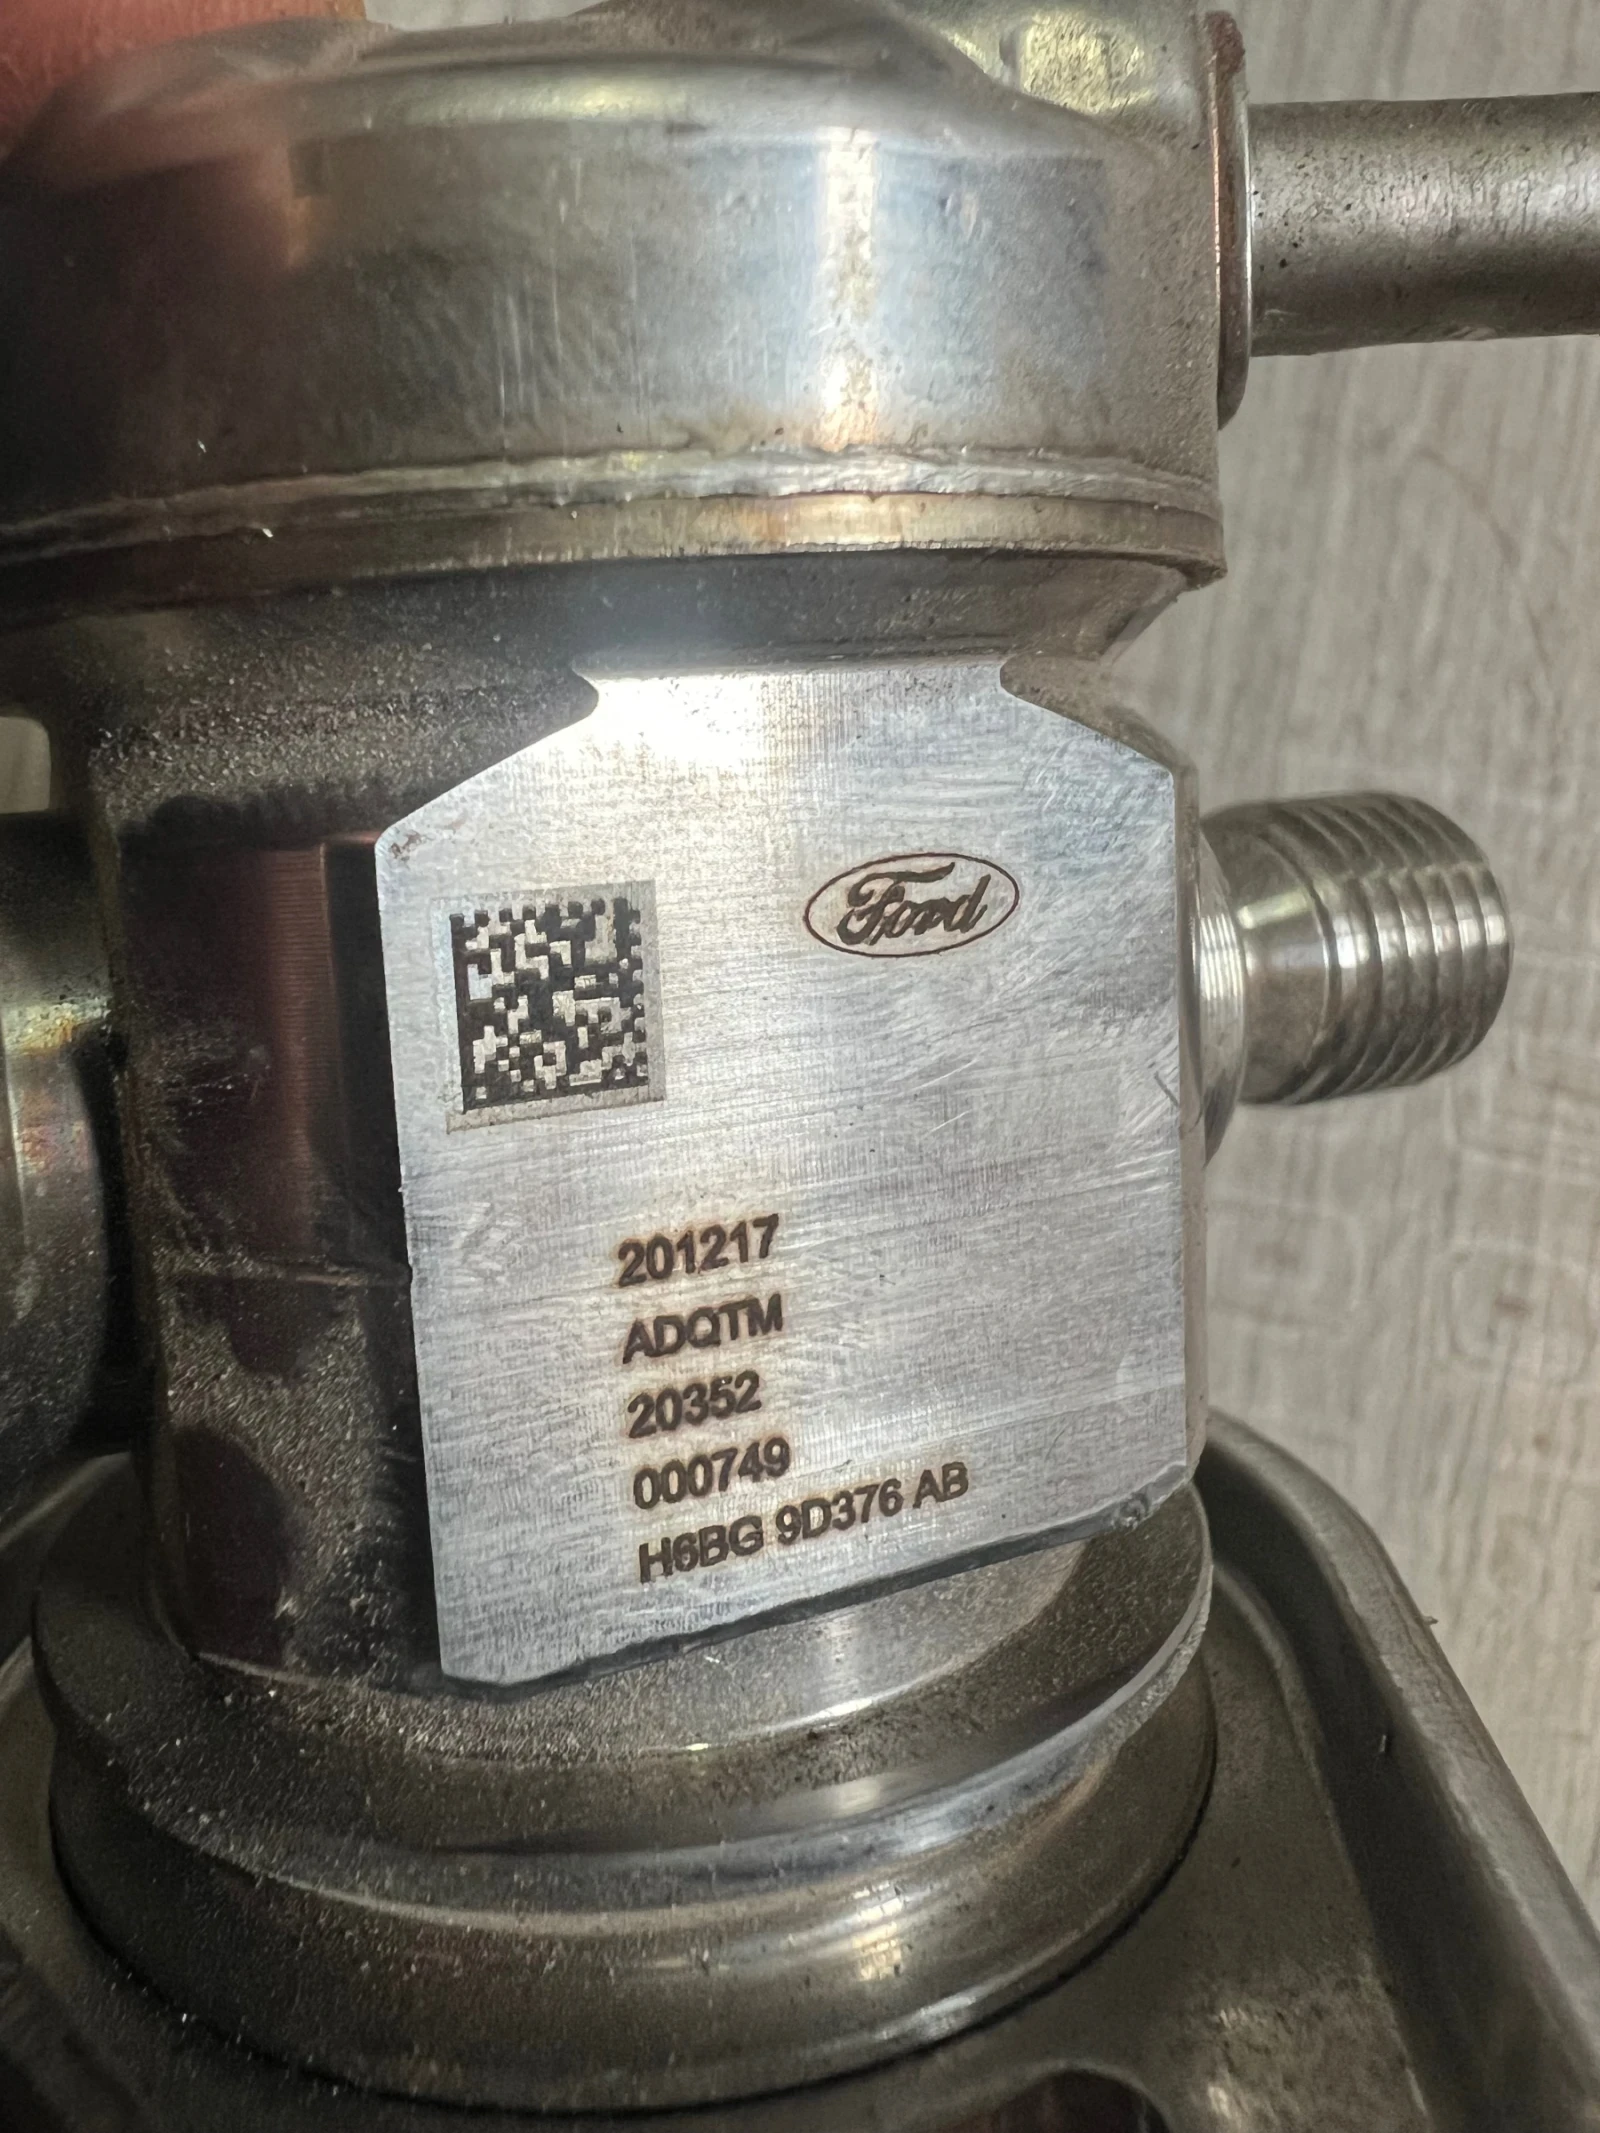 Ford
201217
ADQTM
20352
000749
H6BG 9D376 AB